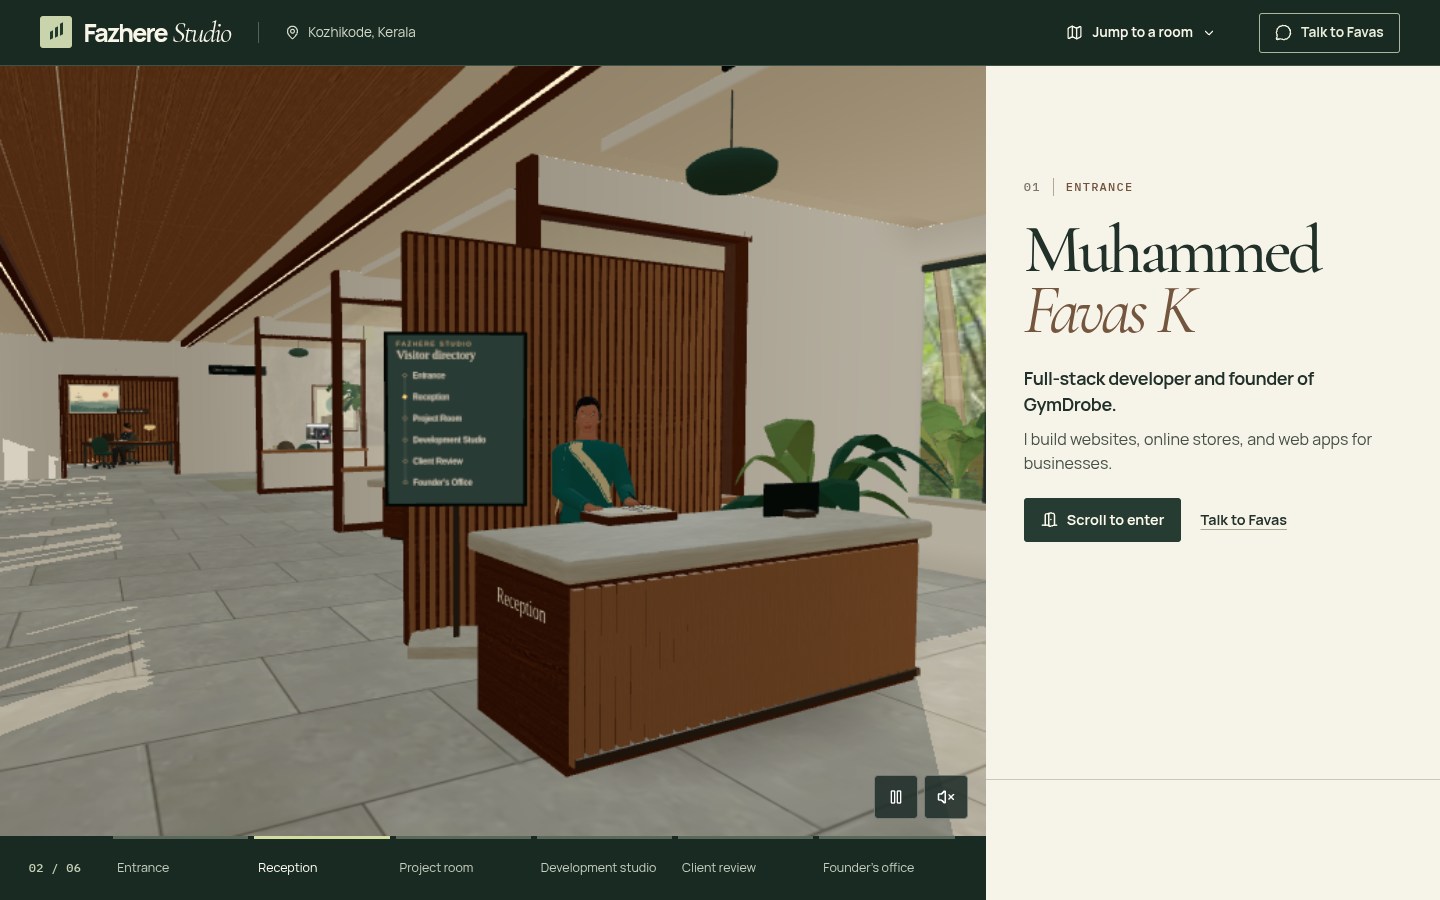 Fazhere Studio
Kozhikode, Kerala
Jump to a room
Talk to Favas
FAZHERE STUDIO
Visitor directory
Entrance
Reception
Project Room
Development Studio
Client Review
Founder's Office
Reception
01 ENTRANCE
Muhammed
Favas K
Full-stack developer and founder of
GymDrobe.
I build websites, online stores, and web apps for
businesses.
Scroll to enter
Talk to Favas
02 / 06
Entrance
Reception
Project room
Development studio
Client review
Founder's office